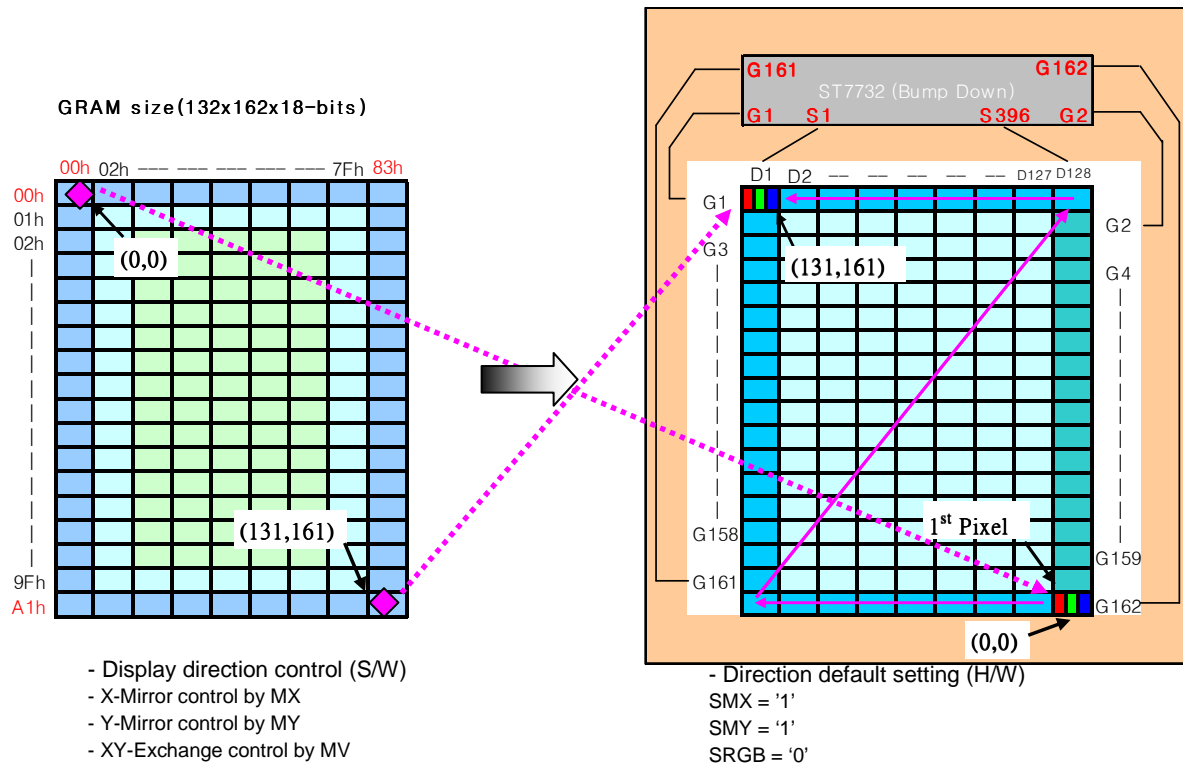 GRAM size(132x162x18-bits)
00h 02h --- --- --- --- --- 7Fh 83h
00h
01h
02h
9Fh
A1h
(0,0)
(131,161)
- Display direction control (S/W)
- X-Mirror control by MX
- Y-Mirror control by MY
- XY-Exchange control by MV
G161 G162
ST7732 (Bump Down)
G1 S1 S396 G2
D1 D2 -- -- -- -- -- D127 D128
G1
G3
G158
G161
G2
G4
G159
G162
(131,161)
1st Pixel
(0,0)
- Direction default setting (H/W)
SMX = '1'
SMY = ‘1’
SRGB = ‘0’